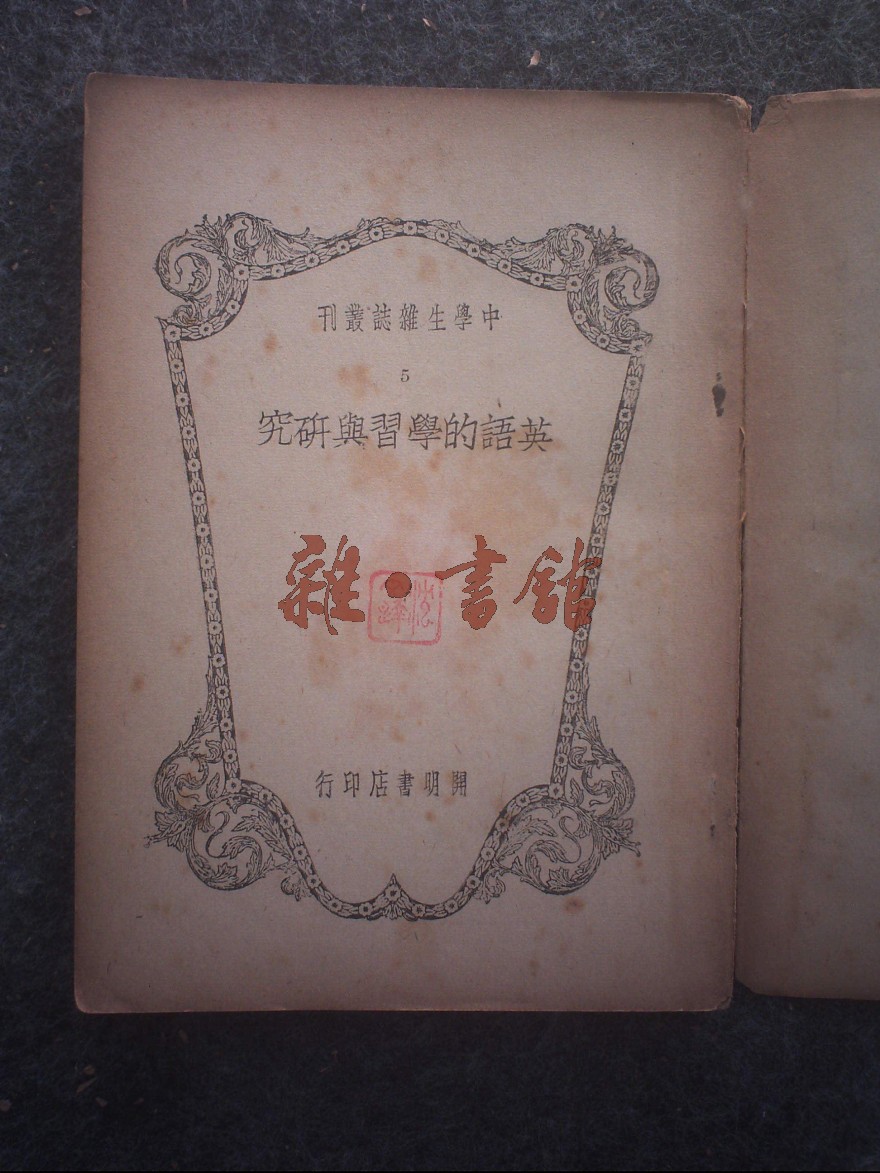 中學生雜誌叢刊
5
英語的學習與硏究
雜·書館
開明書店印行